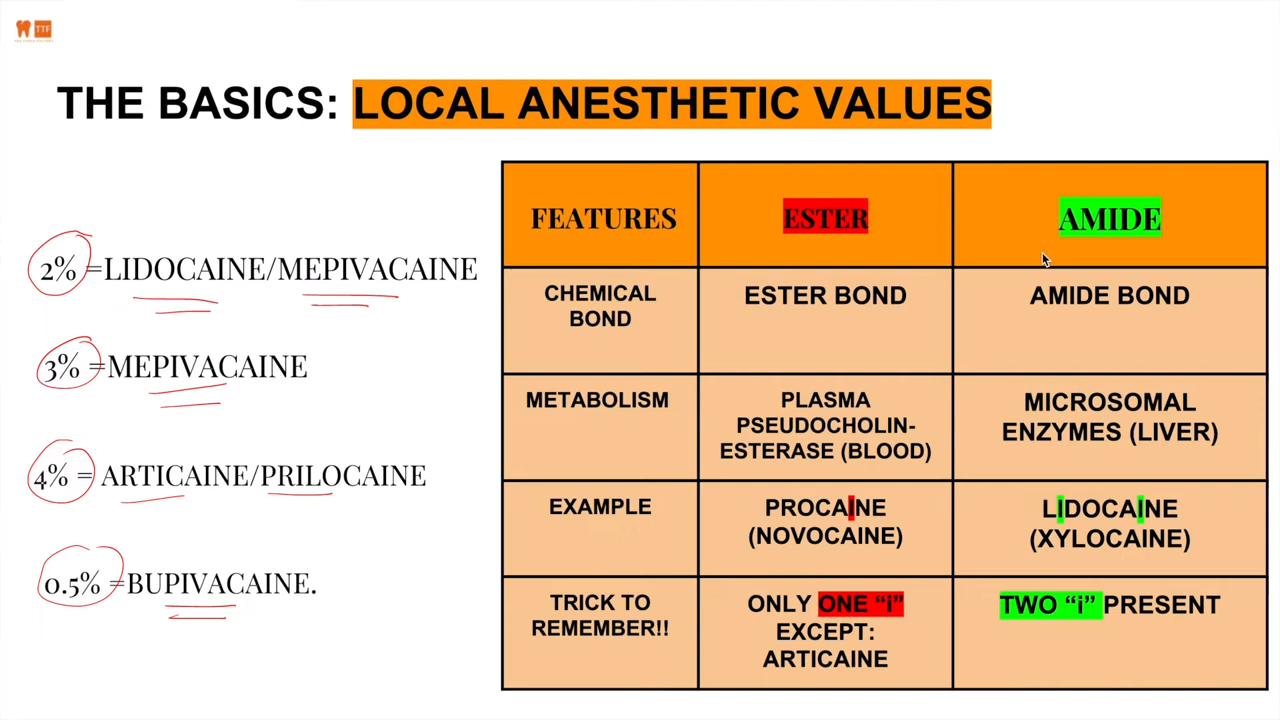 TTF
THE BASICS: LOCAL ANESTHETIC VALUES
2% =LIDOCAINE/MEPIVACAINE
3% =MEPIVACAINE
4% = ARTICAINE/PRILOCAINE
0.5% =BUPIVACAINE.
FEATURES
ESTER
AMIDE
CHEMICAL
BOND
ESTER BOND
AMIDE BOND
METABOLISM
PLASMA
PSEUDOCHOLIN-
ESTERASE (BLOOD)
MICROSOMAL
ENZYMES (LIVER)
EXAMPLE
PROCAINE
(NOVOCAINE)
LIDOCAINE
(XYLOCAINE)
TRICK TO
REMEMBER!!
ONLY ONE “i”
EXCEPT:
ARTICAINE
TWO “i” PRESENT